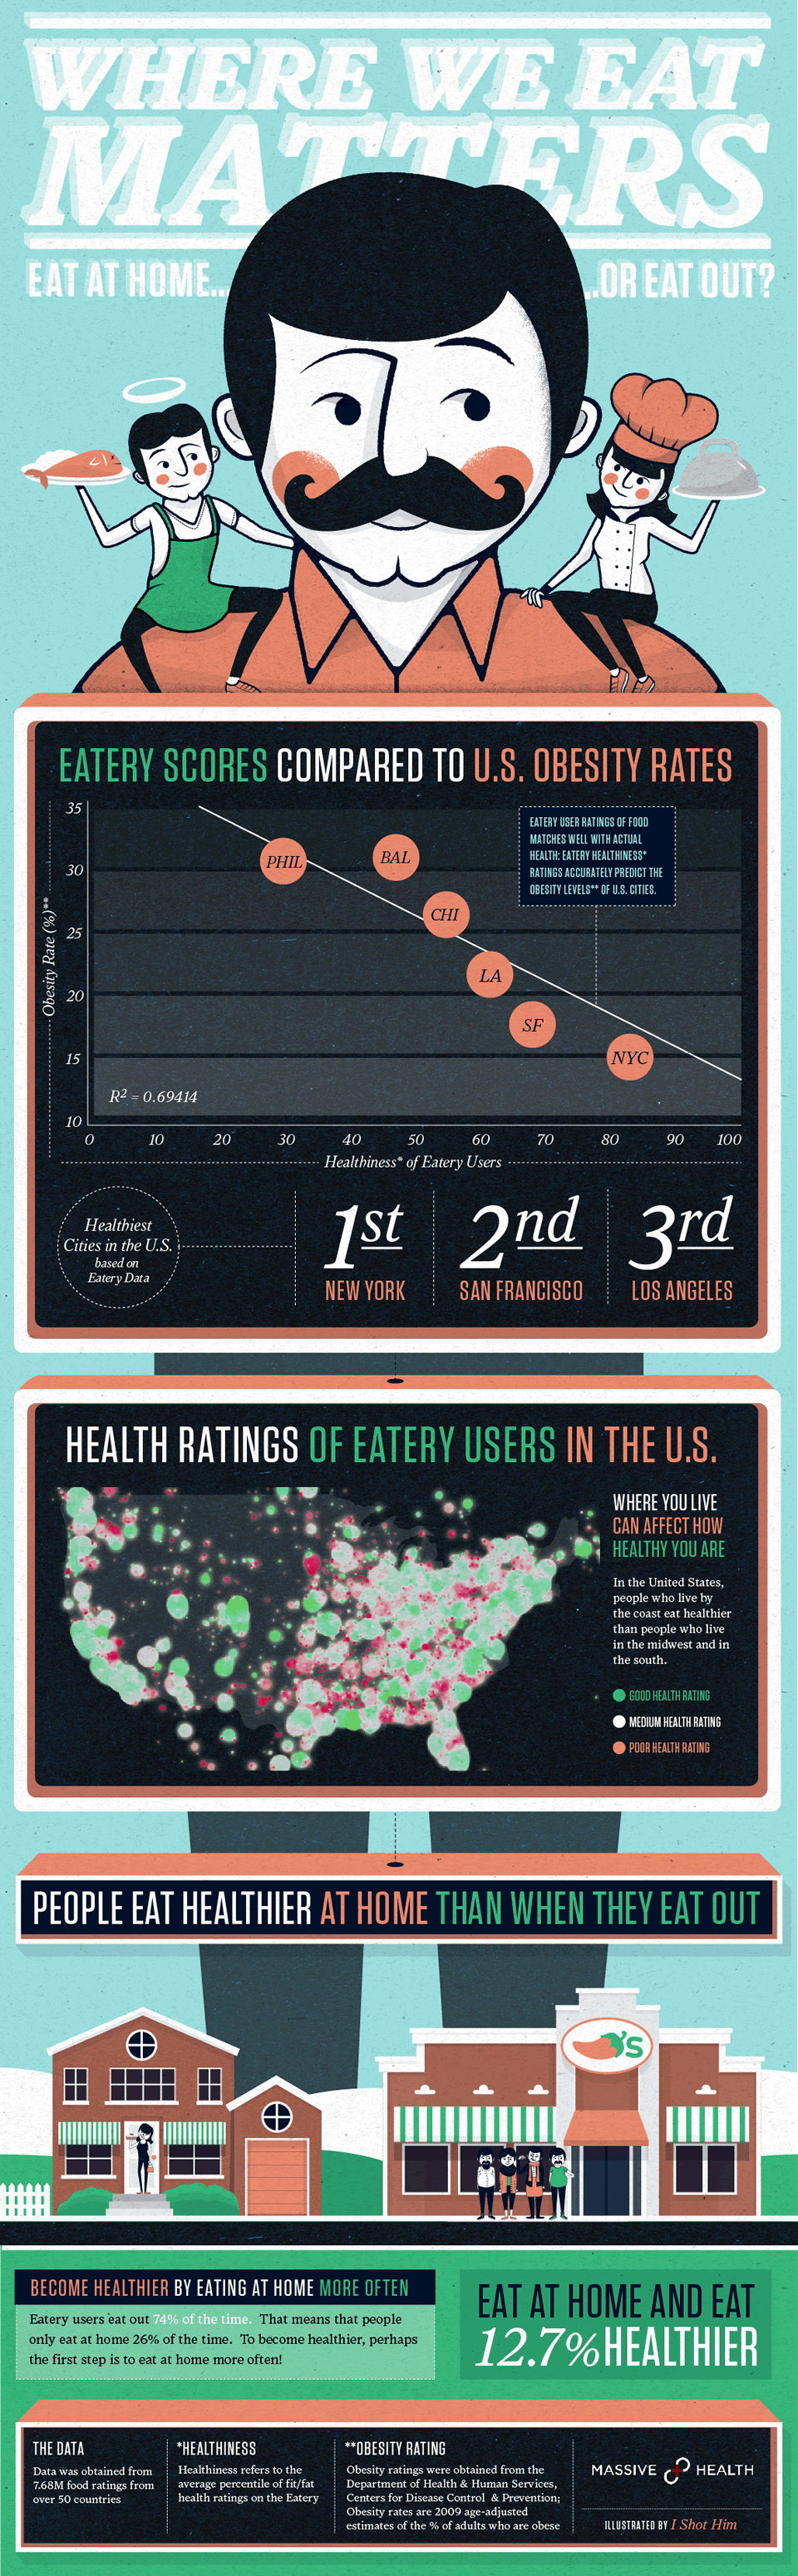 WHERE WE EAT
MATTERS
EAT AT HOME...
...OR EAT OUT?
EATERY SCORES COMPARED TO U.S. OBESITY RATES
35
30
25
20
15
10
Obesity Rate (%)**
PHIL
BAL
CHI
LA
SF
NYC
EATERY USER RATINGS OF FOOD
MATCHES WELL WITH ACTUAL
HEALTH; EATERY HEALTHINESS*
RATINGS ACCURATELY PREDICT THE
OBESITY LEVELS** OF U.S. CITIES.
R² = 0.69414
0 10 20 30 40 50 60 70 80 90 100
Healthiness* of Eatery Users
Healthiest
Cities in the U.S.
based on
Eatery Data
1st
NEW YORK
2nd
SAN FRANCISCO
3rd
LOS ANGELES
HEALTH RATINGS OF EATERY USERS IN THE U.S.
WHERE YOU LIVE
CAN AFFECT HOW
HEALTHY YOU ARE
In the United States,
people who live by
the coast eat healthier
than people who live
in the midwest and in
the south.
GOOD HEALTH RATING
MEDIUM HEALTH RATING
POOR HEALTH RATING
PEOPLE EAT HEALTHIER AT HOME THAN WHEN THEY EAT OUT
'S
BECOME HEALTHIER BY EATING AT HOME MORE OFTEN
Eatery users eat out 74% of the time. That means that people
only eat at home 26% of the time. To become healthier, perhaps
the first step is to eat at home more often!
EAT AT HOME AND EAT
12.7% HEALTHIER
THE DATA
Data was obtained from
7.68M food ratings from
over 50 countries
*HEALTHINESS
Healthiness refers to the
average percentile of fit/fat
health ratings on the Eatery
**OBESITY RATING
Obesity ratings were obtained from the
Department of Health & Human Services,
Centers for Disease Control & Prevention;
Obesity rates are 2009 age-adjusted
estimates of the % of adults who are obese
MASSIVE HEALTH
ILLUSTRATED BY I Shot Him